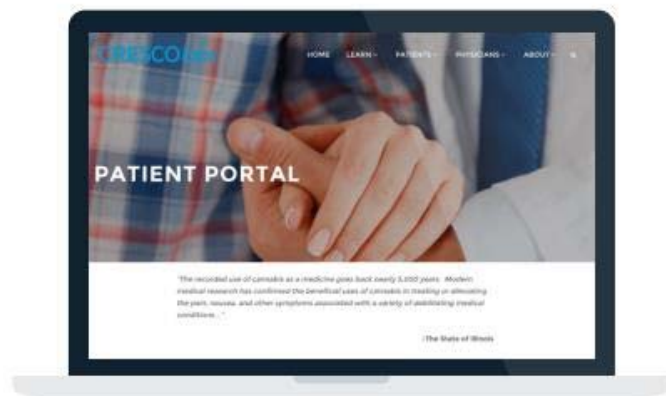 CRESCO
HOME LEARN PATIENTS PHYSICIANS ABOUT
PATIENT PORTAL
"The recorded use of cannabis as a medicine goes back nearly 5,000 years. Modern
medical research has confirmed the beneficial uses of cannabis in treating or alleviating
the pain, nausea, and other symptoms associated with a variety of debilitating medical
conditions..."
-The State of Illinois